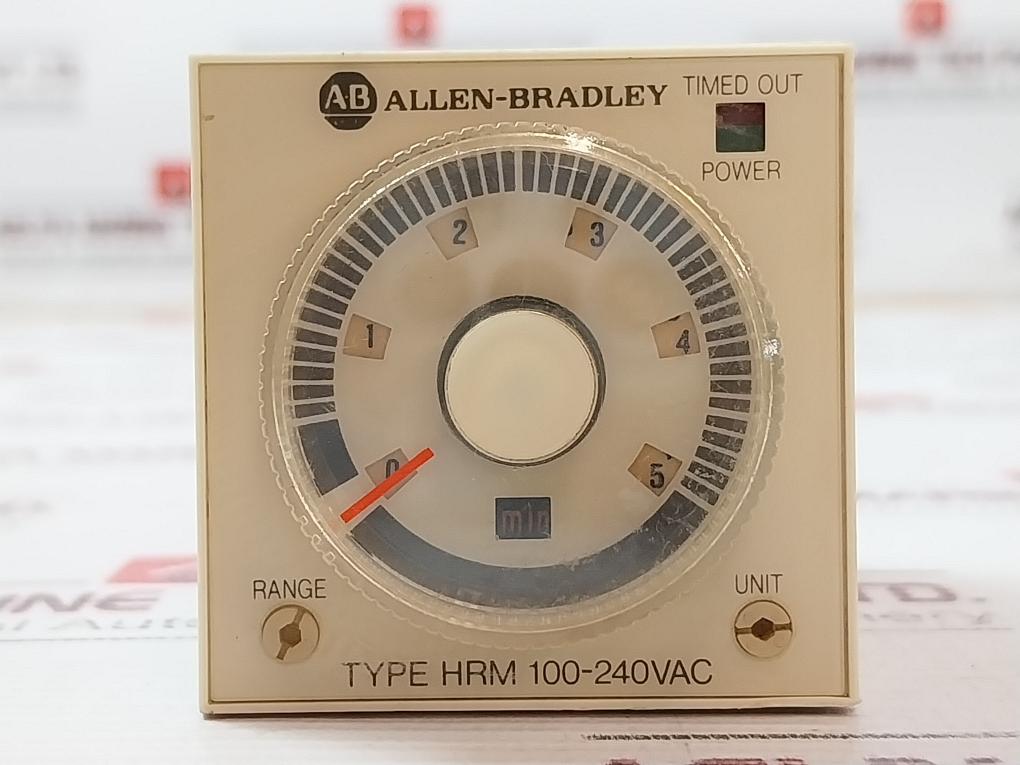 AB ALLEN-BRADLEY
TIMED OUT
POWER
2 3
1 4
0 5
min
RANGE
UNIT
TYPE HRM 100-240VAC